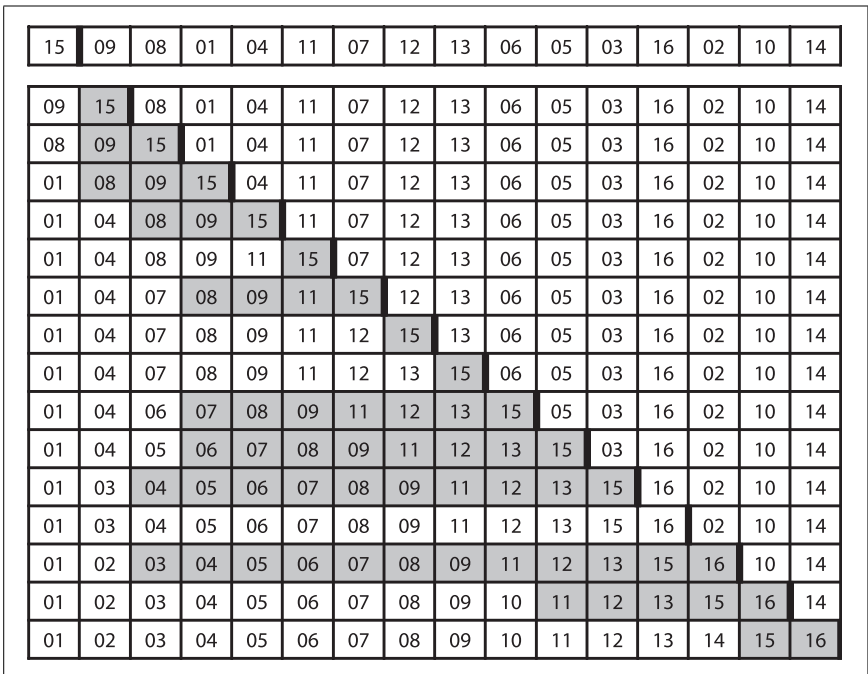 15 09 08 01 04 11 07 12 13 06 05 03 16 02 10 14
09 15 08 01 04 11 07 12 13 06 05 03 16 02 10 14
08 09 15 01 04 11 07 12 13 06 05 03 16 02 10 14
01 08 09 15 04 11 07 12 13 06 05 03 16 02 10 14
01 04 08 09 15 11 07 12 13 06 05 03 16 02 10 14
01 04 08 09 11 15 07 12 13 06 05 03 16 02 10 14
01 04 07 08 09 11 15 12 13 06 05 03 16 02 10 14
01 04 07 08 09 11 12 15 13 06 05 03 16 02 10 14
01 04 07 08 09 11 12 13 15 06 05 03 16 02 10 14
01 04 06 07 08 09 11 12 13 15 05 03 16 02 10 14
01 04 05 06 07 08 09 11 12 13 15 03 16 02 10 14
01 03 04 05 06 07 08 09 11 12 13 15 16 02 10 14
01 03 04 05 06 07 08 09 11 12 13 15 16 02 10 14
01 02 03 04 05 06 07 08 09 11 12 13 15 16 10 14
01 02 03 04 05 06 07 08 09 10 11 12 13 15 16 14
01 02 03 04 05 06 07 08 09 10 11 12 13 14 15 16